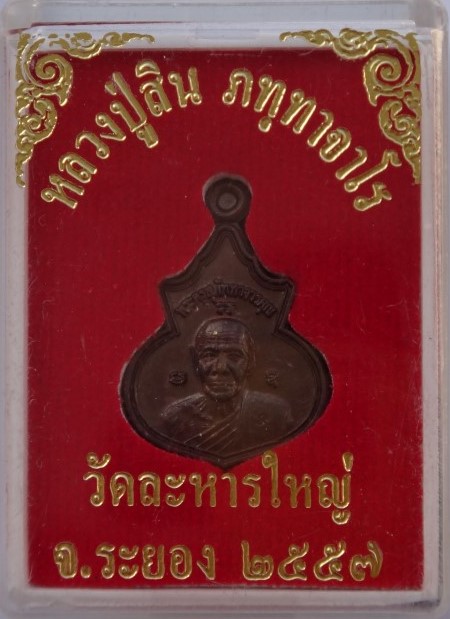 หลวงปู่สิน ภทฺทาจาโร
วัดละหารใหญ่
จ.ระยอง ๒๕๕๗